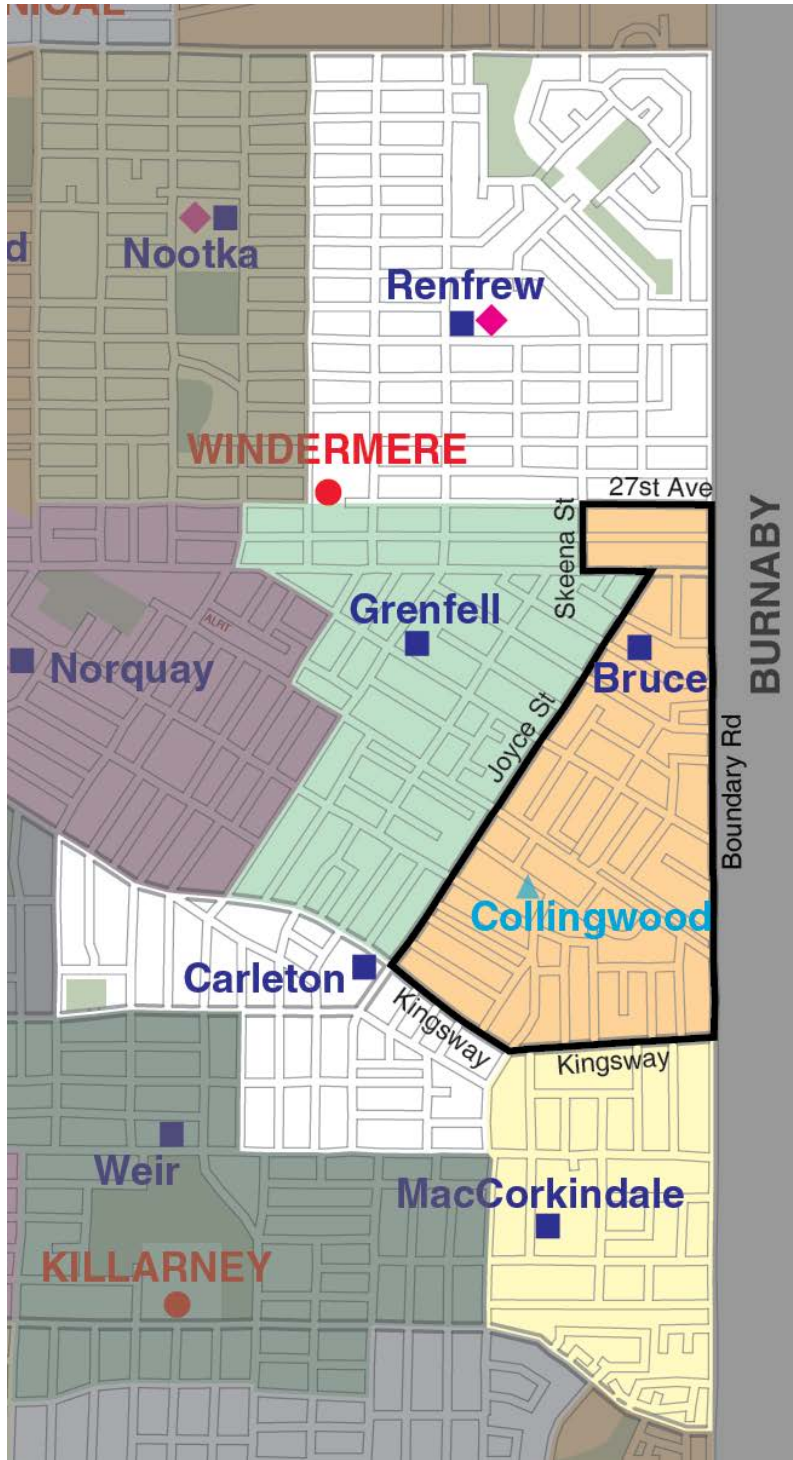 Nootka
Renfrew
WINDERMERE
27st Ave
Skeena St
BURNABY
ALRT
Grenfell
Norquay
Bruce
Joyce St
Boundary Rd
Collingwood
Carleton
Kingsway
Kingsway
Weir
MacCorkindale
KILLARNEY